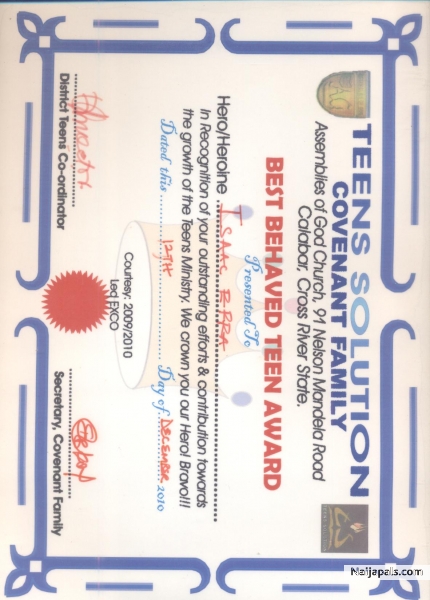 TEENS SOLUTION
COVENANT FAMILY
Assemblies of God Church, 91 Nelson Mandela Road
Calabar, Cross River State.
BEST BEHAVED TEEN AWARD
Presented To
Hero/Heroine ISAAC
In Recognition of your outstanding efforts & contribution towards
the growth of the Teens Ministry. We crown you our Hero! Bravo!!!
Dated this 12TH Day of DECEMBER 2010
Courtesy: 2009/2010
Led EXCO
District Teens Co-ordinator
Secretary, Covenant Family
AG
Naijapals.com